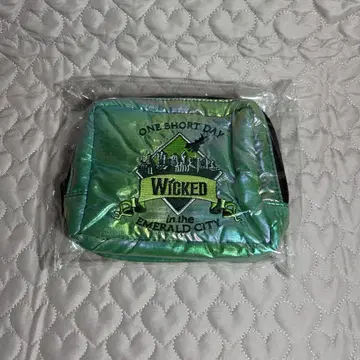 ONE SHORT DAY
WICKED
in the
EMERALD CITY